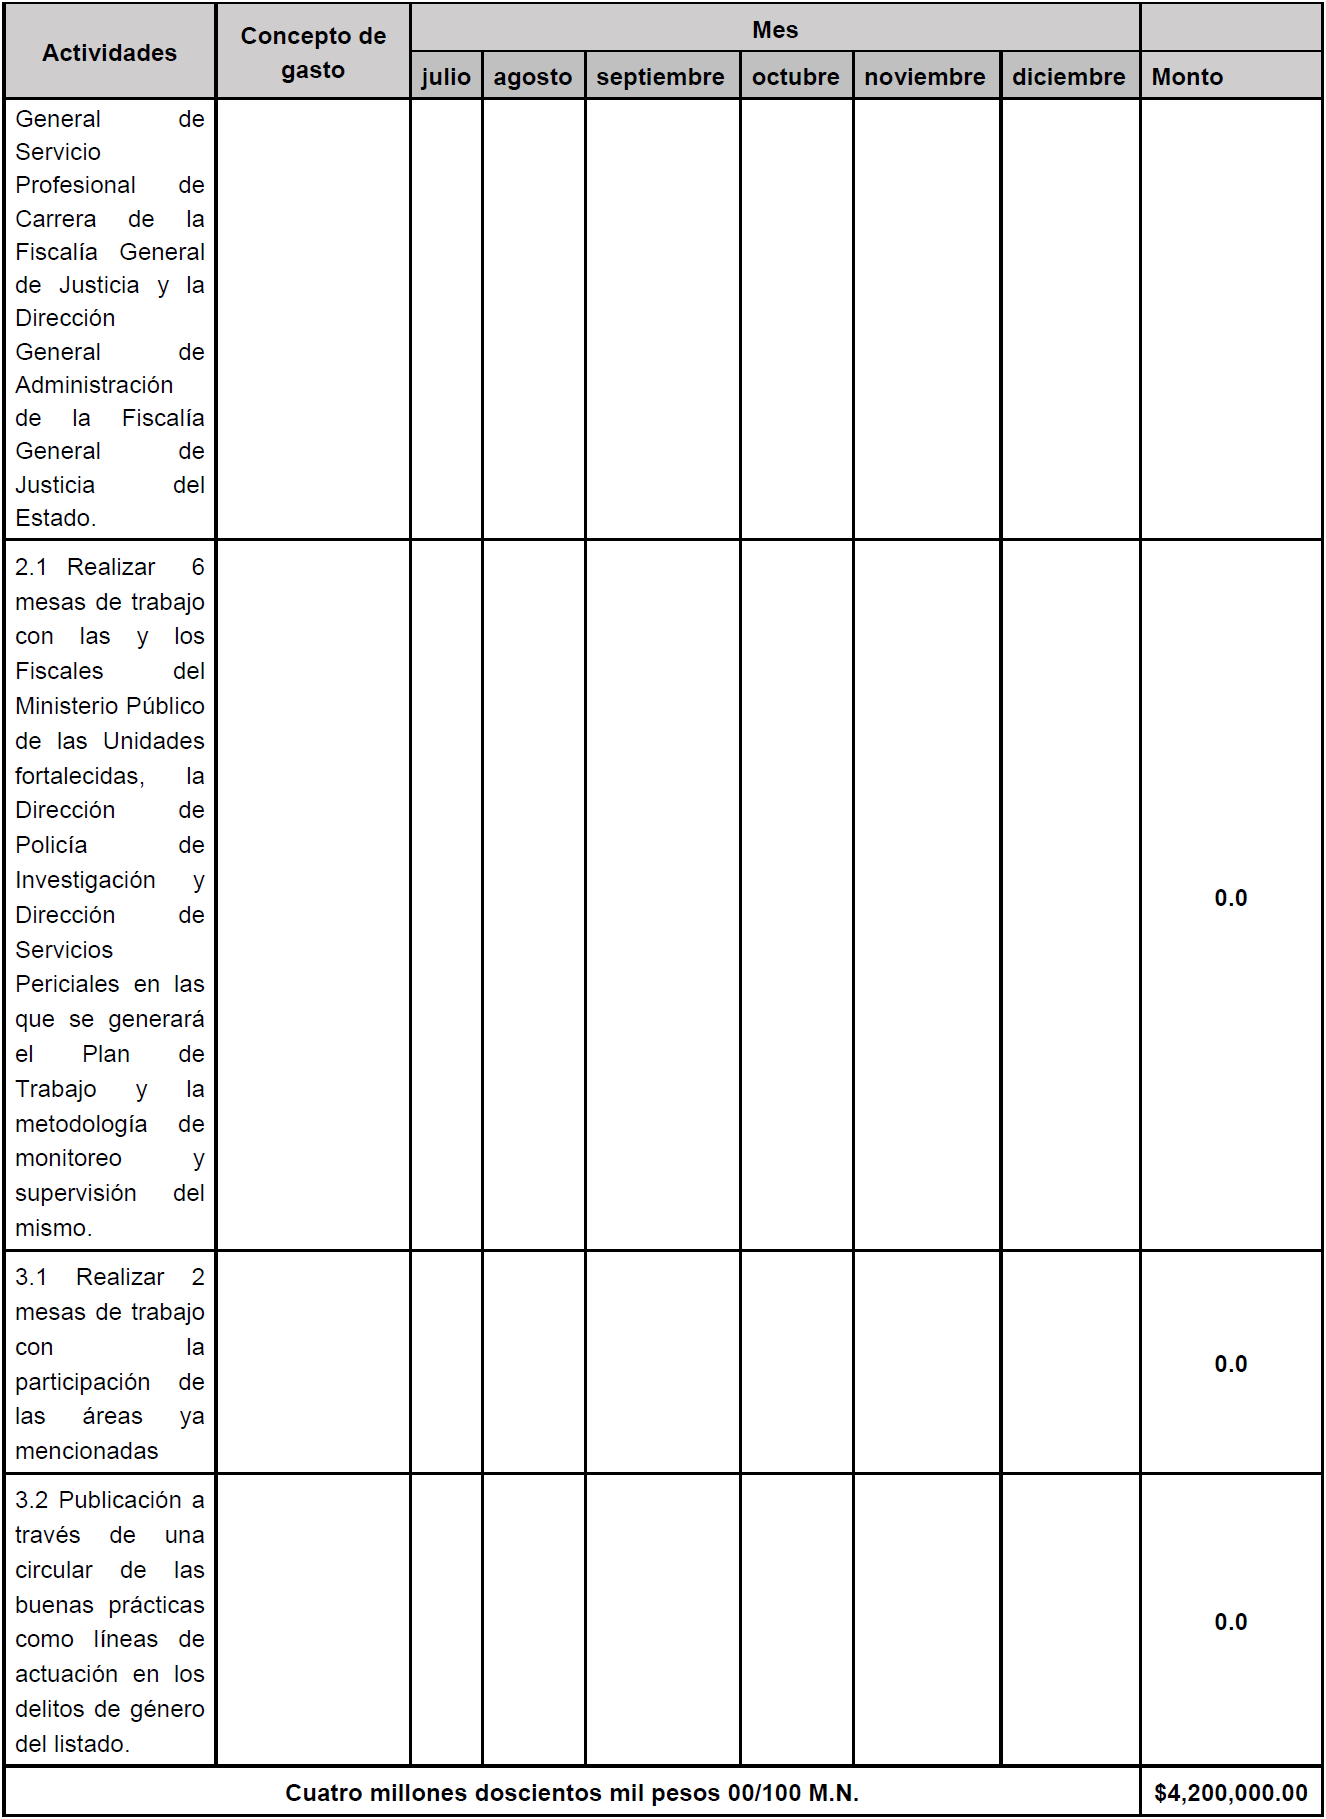 Actividades
Concepto de
gasto
Mes
julio agosto septiembre octubre noviembre diciembre Monto
General de
Servicio
Profesional de
Carrera de la
Fiscalía General
de Justicia y la
Dirección
General de
Administración
de la Fiscalía
General de
Justicia del
Estado.
2.1 Realizar 6
mesas de trabajo
con las y los
Fiscales del
Ministerio Público
de las Unidades
fortalecidas, la
Dirección de
Policía de
Investigación y
Dirección de
Servicios
Periciales en las
que se generará
el Plan de
Trabajo y la
metodología de
monitoreo y
supervisión del
mismo.
0.0
3.1 Realizar 2
mesas de trabajo
con la
participación de
las áreas ya
mencionadas
0.0
3.2 Publicación a
través de una
circular de las
buenas prácticas
como líneas de
actuación en los
delitos de género
del listado.
0.0
Cuatro millones doscientos mil pesos 00/100 M.N. $4,200,000.00